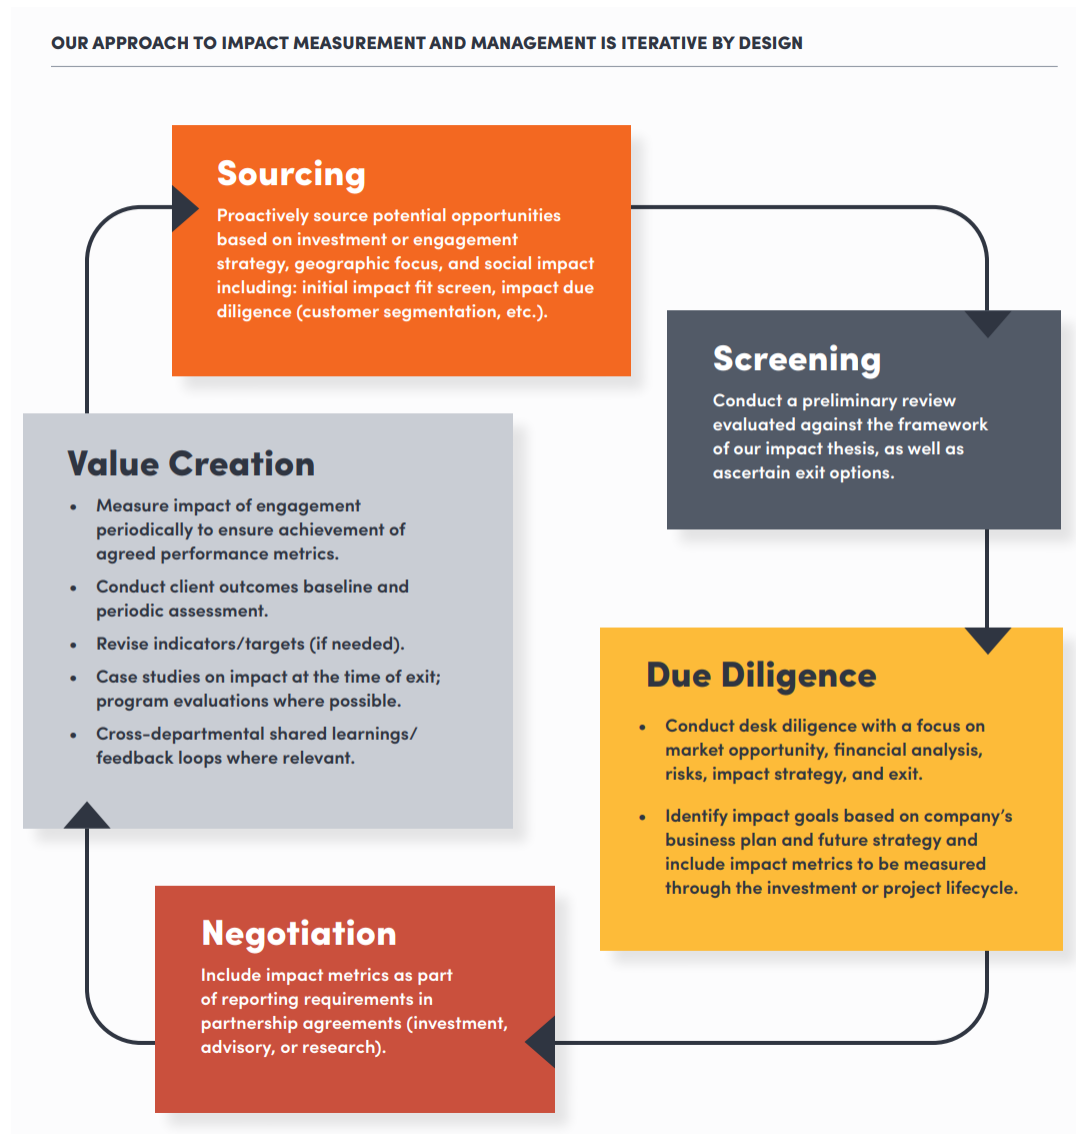 OUR APPROACH TO IMPACT MEASUREMENT AND MANAGEMENT IS ITERATIVE BY DESIGN
Sourcing
Proactively source potential opportunities
based on investment or engagement
strategy, geographic focus, and social impact
including: initial impact fit screen, impact due
diligence (customer segmentation, etc.).
Screening
Conduct a preliminary review
evaluated against the framework
of our impact thesis, as well as
ascertain exit options.
Due Diligence
• Conduct desk diligence with a focus on
market opportunity, financial analysis,
risks, impact strategy, and exit.
• Identify impact goals based on company’s
business plan and future strategy and
include impact metrics to be measured
through the investment or project lifecycle.
Negotiation
Include impact metrics as part
of reporting requirements in
partnership agreements (investment,
advisory, or research).
Value Creation
• Measure impact of engagement
periodically to ensure achievement of
agreed performance metrics.
• Conduct client outcomes baseline and
periodic assessment.
• Revise indicators/targets (if needed).
• Case studies on impact at the time of exit;
program evaluations where possible.
• Cross-departmental shared learnings/
feedback loops where relevant.